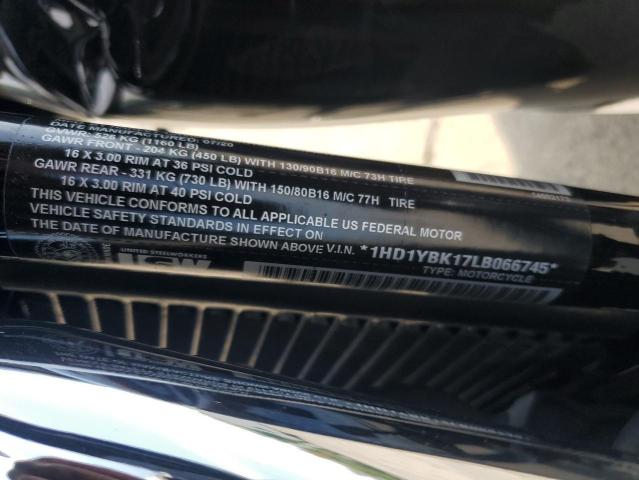 DATE MANUFACTURED: 07/20
GVWR: 526 KG (1160 LB)
GAWR FRONT - 204 KG (450 LB) WITH 130/90B16 M/C 73H TIRE
16 X 3.00 RIM AT 36 PSI COLD
GAWR REAR - 331 KG (730 LB) WITH 150/80B16 M/C 77H TIRE
16 X 3.00 RIM AT 40 PSI COLD
THIS VEHICLE CONFORMS TO ALL APPLICABLE US FEDERAL MOTOR
VEHICLE SAFETY STANDARDS IN EFFECT ON
THE DATE OF MANUFACTURE SHOWN ABOVE V.I.N. *1HD1YBK17LB066745*
TYPE: MOTORCYCLE
UNITED STEELWORKERS